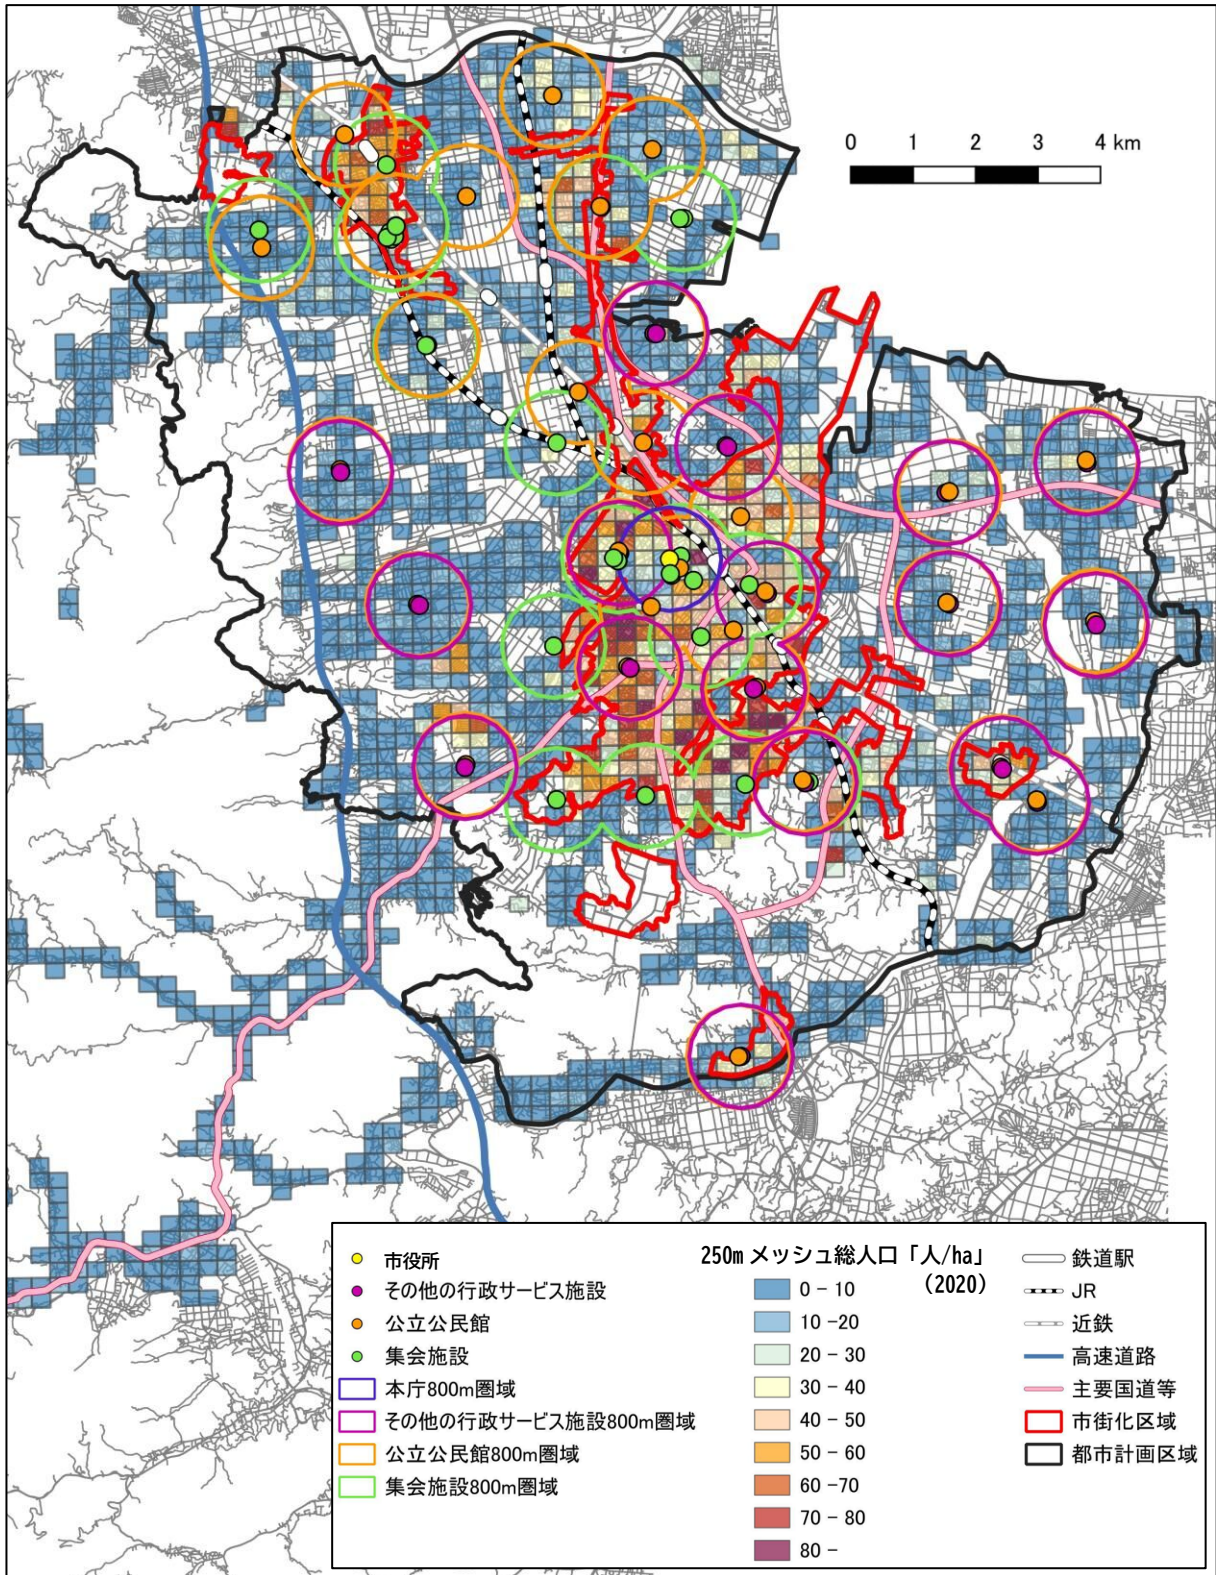 0 1 2 3 4 km
市役所
その他の行政サービス施設
公立公民館
集会施設
本庁800m圏域
その他の行政サービス施設800m圏域
公立公民館800m圏域
集会施設800m圏域
250m メッシュ総人口「人/ha」
（2020）
0 - 10
10 -20
20 - 30
30 - 40
40 - 50
50 - 60
60 -70
70 - 80
80 -
鉄道駅
JR
近鉄
高速道路
主要国道等
市街化区域
都市計画区域